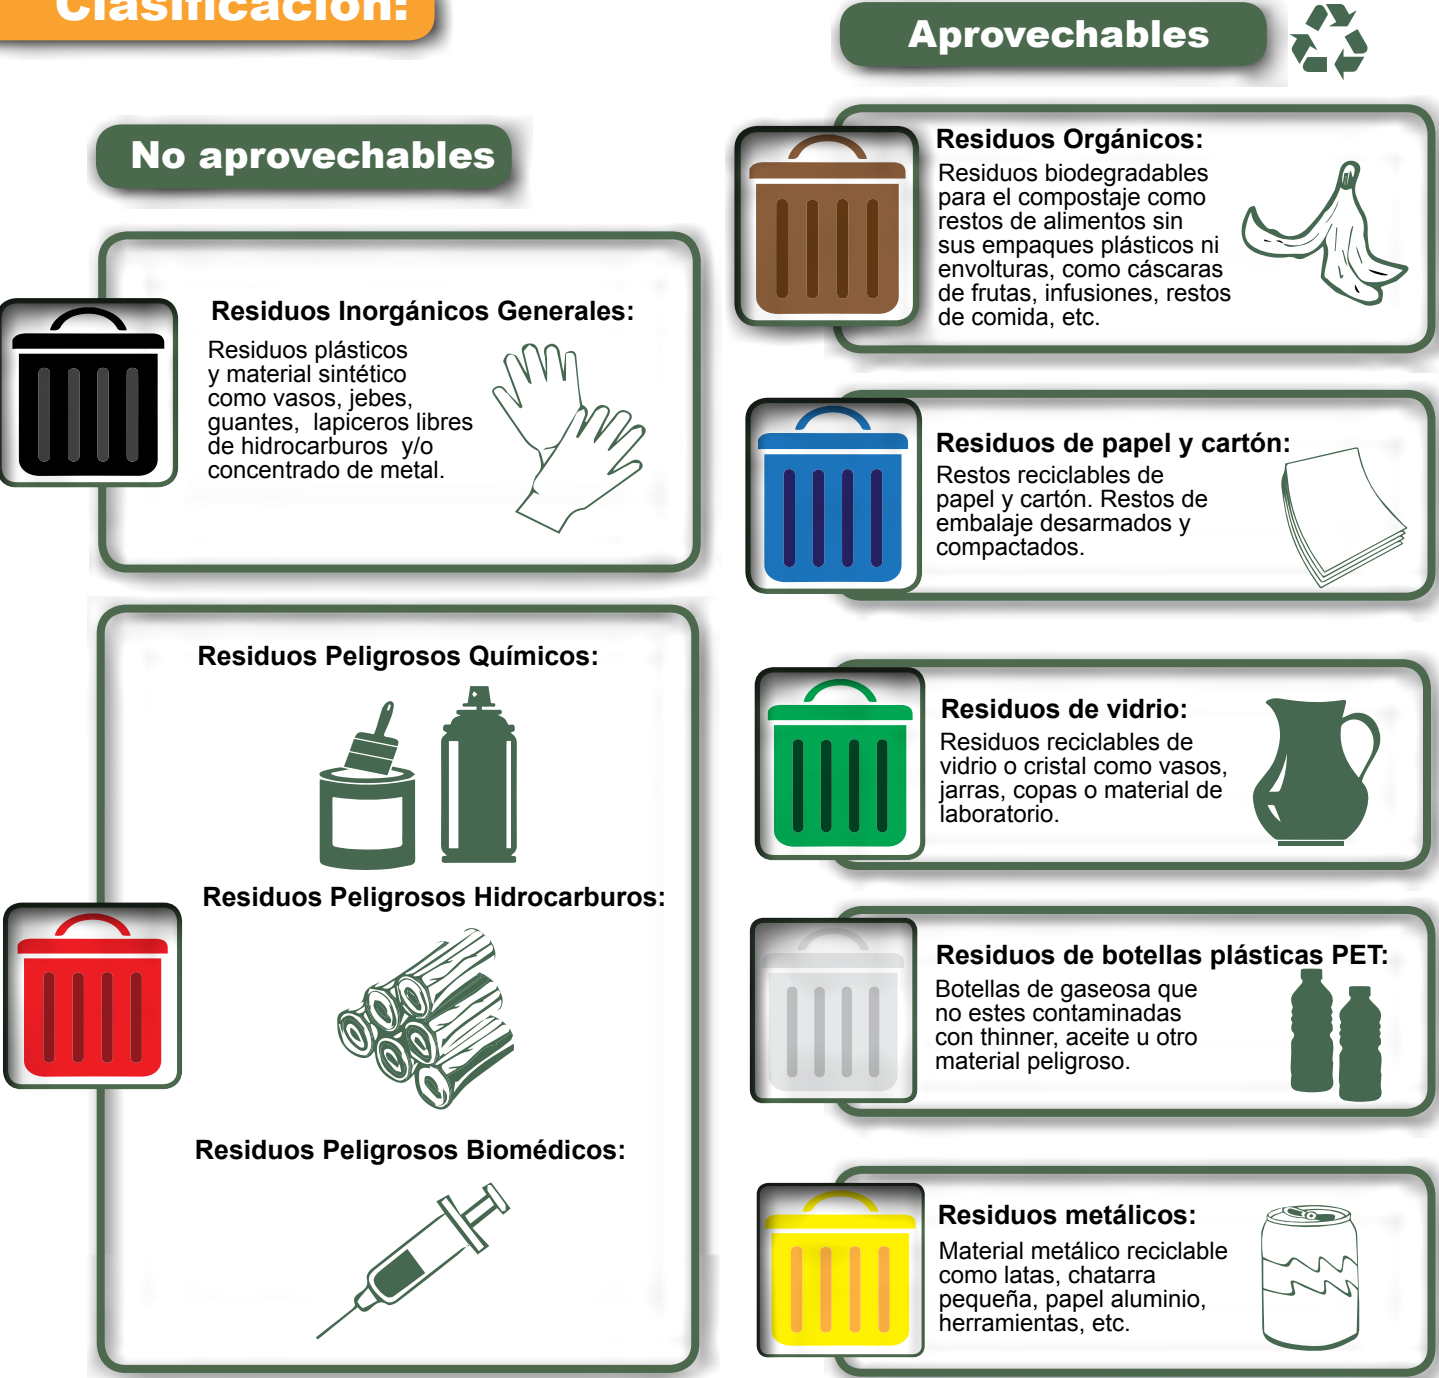 Clasificación:
No aprovechables
Residuos Inorgánicos Generales:
Residuos plásticos
y material sintético
como vasos, jebes,
guantes, lapiceros libres
de hidrocarburos y/o
concentrado de metal.
Residuos Peligrosos Químicos:
Residuos Peligrosos Hidrocarburos:
Residuos Peligrosos Biomédicos:
Aprovechables
Residuos Orgánicos:
Residuos biodegradables
para el compostaje como
restos de alimentos sin
sus empaques plásticos ni
envolturas, como cáscaras
de frutas, infusiones, restos
de comida, etc.
Residuos de papel y cartón:
Restos reciclables de
papel y cartón. Restos de
embalaje desarmados y
compactados.
Residuos de vidrio:
Residuos reciclables de
vidrio o cristal como vasos,
jarras, copas o material de
laboratorio.
Residuos de botellas plásticas PET:
Botellas de gaseosa que
no estes contaminadas
con thinner, aceite u otro
material peligroso.
Residuos metálicos:
Material metálico reciclable
como latas, chatarra
pequeña, papel aluminio,
herramientas, etc.